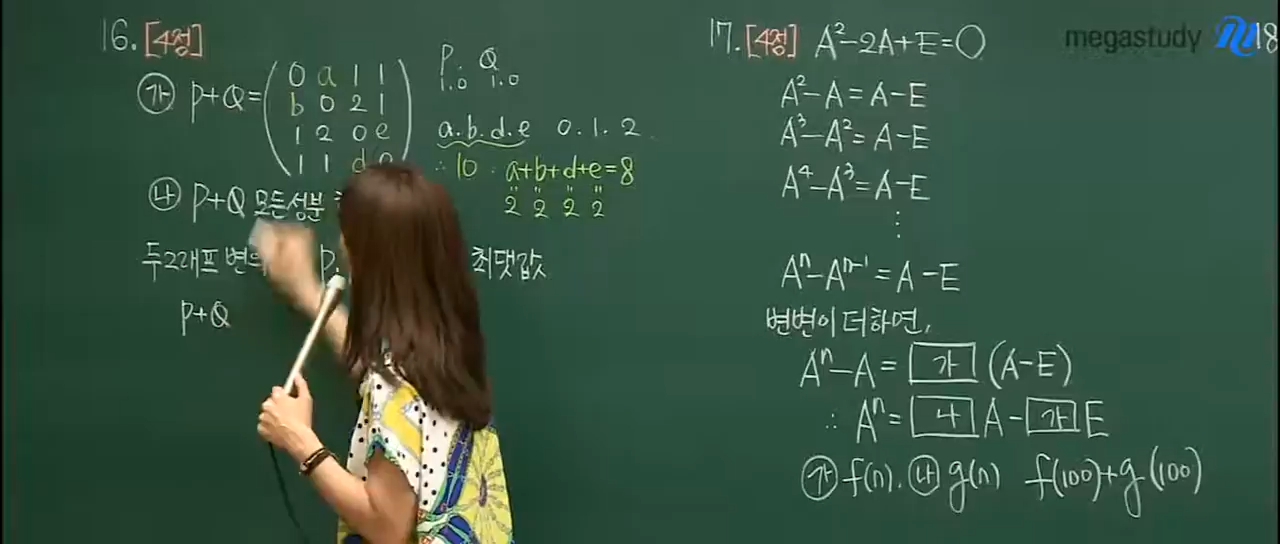 16. [4점]
㉮ P+Q=
0 a 1 1
b 0 2 1
1 2 0 e
1 1 d 0
P. Q
1.0 1.0
a.b.d.e 0.1.2
∴10. a+b+d+e=8
" " " "
2 2 2 2
㉯ P+Q 모든성분
두2개프 변의 P. 최댓값
P+Q
17. [4점] A²-2A+E=O
A²-A=A-E
A³-A²=A-E
A⁴-A³=A-E
⋮
Aⁿ-Aⁿ⁻¹=A-E
변변이 더하면,
Aⁿ-A= 가 (A-E)
∴ Aⁿ= 나 A- 가 E
㉮ f(n). ㉯ g(n) f(100)+g(100)
megastudy
18